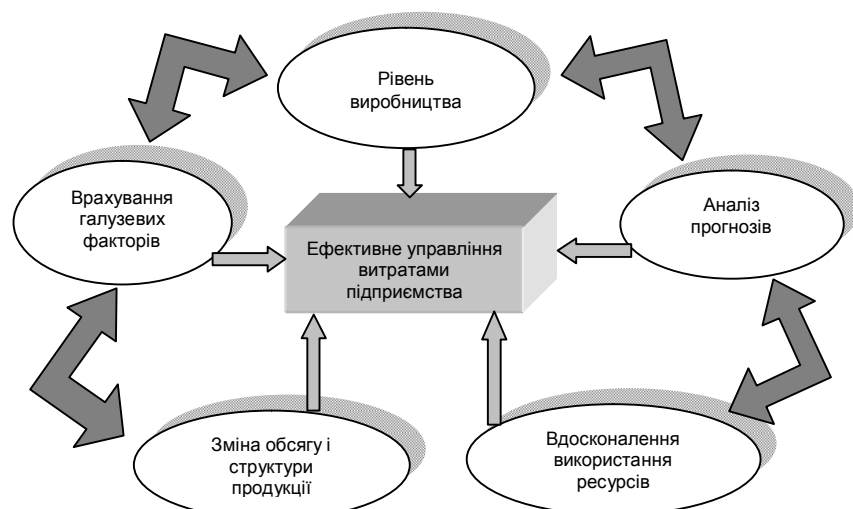 Рівень
виробництва
Врахування
галузевих
факторів
Аналіз
прогнозів
Ефективне управління
витратами
підприємства
Зміна обсягу і
структури
продукції
Вдосконалення
використання
ресурсів